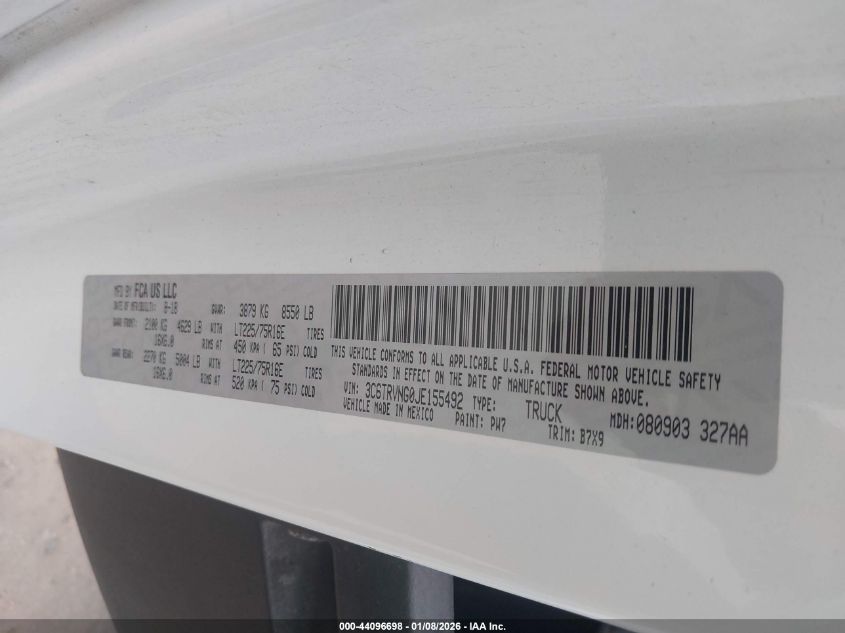 MFD BY FCA US LLC
DATE OF MFR(BUILT): 8-18 GVWR: 3879 KG 8550 LB
GAWR FRONT: 2100 KG 4629 LB WITH LT225/75R16E TIRES
16X6.0 RIMS AT 450 KPA ( 65 PSI) COLD
GAWR REAR: 2270 KG 5004 LB WITH LT225/75R16E TIRES
16X6.0 RIMS AT 520 KPA ( 75 PSI) COLD
THIS VEHICLE CONFORMS TO ALL APPLICABLE U.S.A. FEDERAL MOTOR VEHICLE SAFETY
STANDARDS IN EFFECT ON THE DATE OF MANUFACTURE SHOWN ABOVE.
VIN: 3C6TRVNG0JE155492 TYPE: TRUCK MDH:080903 327AA
VEHICLE MADE IN MEXICO PAINT: PW7 TRIM: B7X9
000-44096698 - 01/08/2026 - IAA Inc.